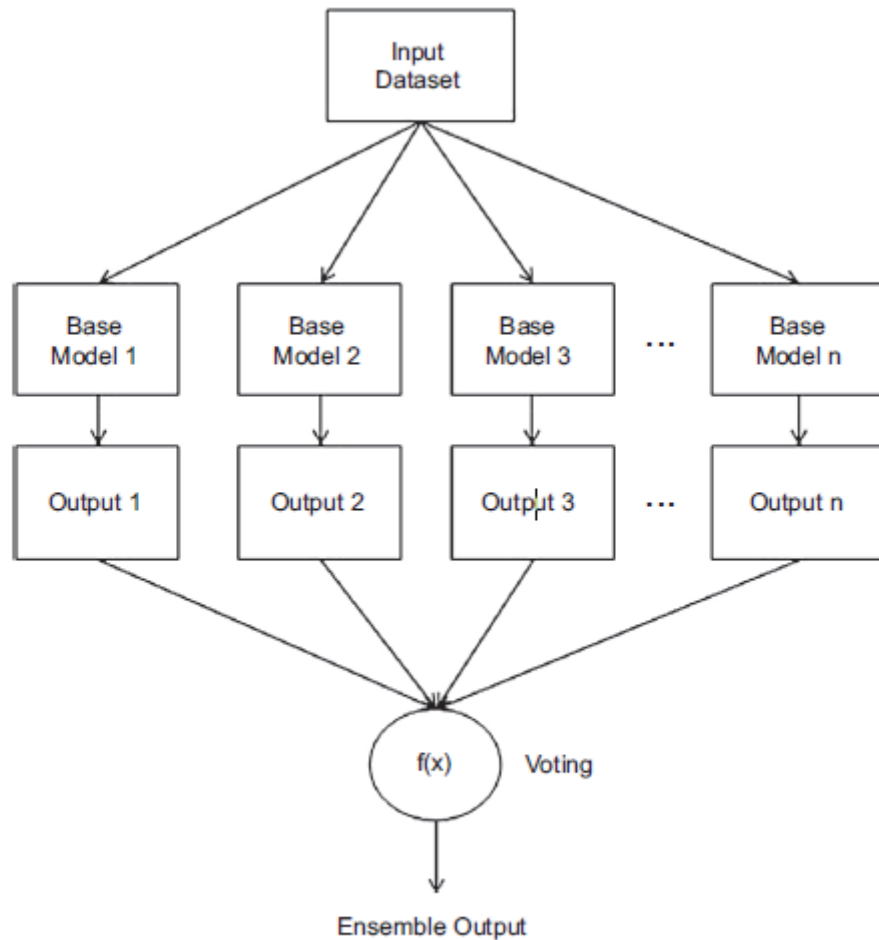 Input
Dataset
Base
Model 1
Base
Model 2
Base
Model 3
...
Base
Model n
Output 1
Output 2
Output 3
...
Output n
f(x)
Voting
Ensemble Output